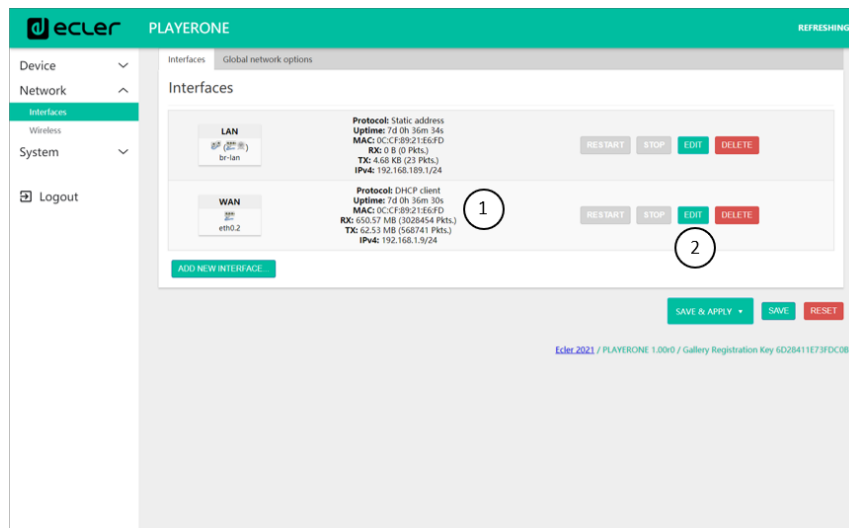 ecler
PLAYERONE
REFRESHING
Device
Network
Interfaces
Wireless
System
Logout
Interfaces
Global network options
Interfaces
LAN
br-lan
Protocol: Static address
Uptime: 7d 0h 36m 34s
MAC: 0C:CF:89:21:E6:FD
RX: 0 B (0 Pkts.)
TX: 4.68 KB (23 Pkts.)
IPv4: 192.168.189.1/24
RESTART
STOP
EDIT
DELETE
WAN
eth0.2
Protocol: DHCP client
Uptime: 7d 0h 36m 30s
MAC: 0C:CF:89:21:E6:FD
RX: 650.57 MB (3028454 Pkts.)
TX: 62.53 MB (568741 Pkts.)
IPv4: 192.168.1.9/24
1
RESTART
STOP
EDIT
DELETE
2
ADD NEW INTERFACE...
SAVE & APPLY
SAVE
RESET
Ecler 2021 / PLAYERONE 1.00r0 / Gallery Registration Key 6D28411E73FDC0B